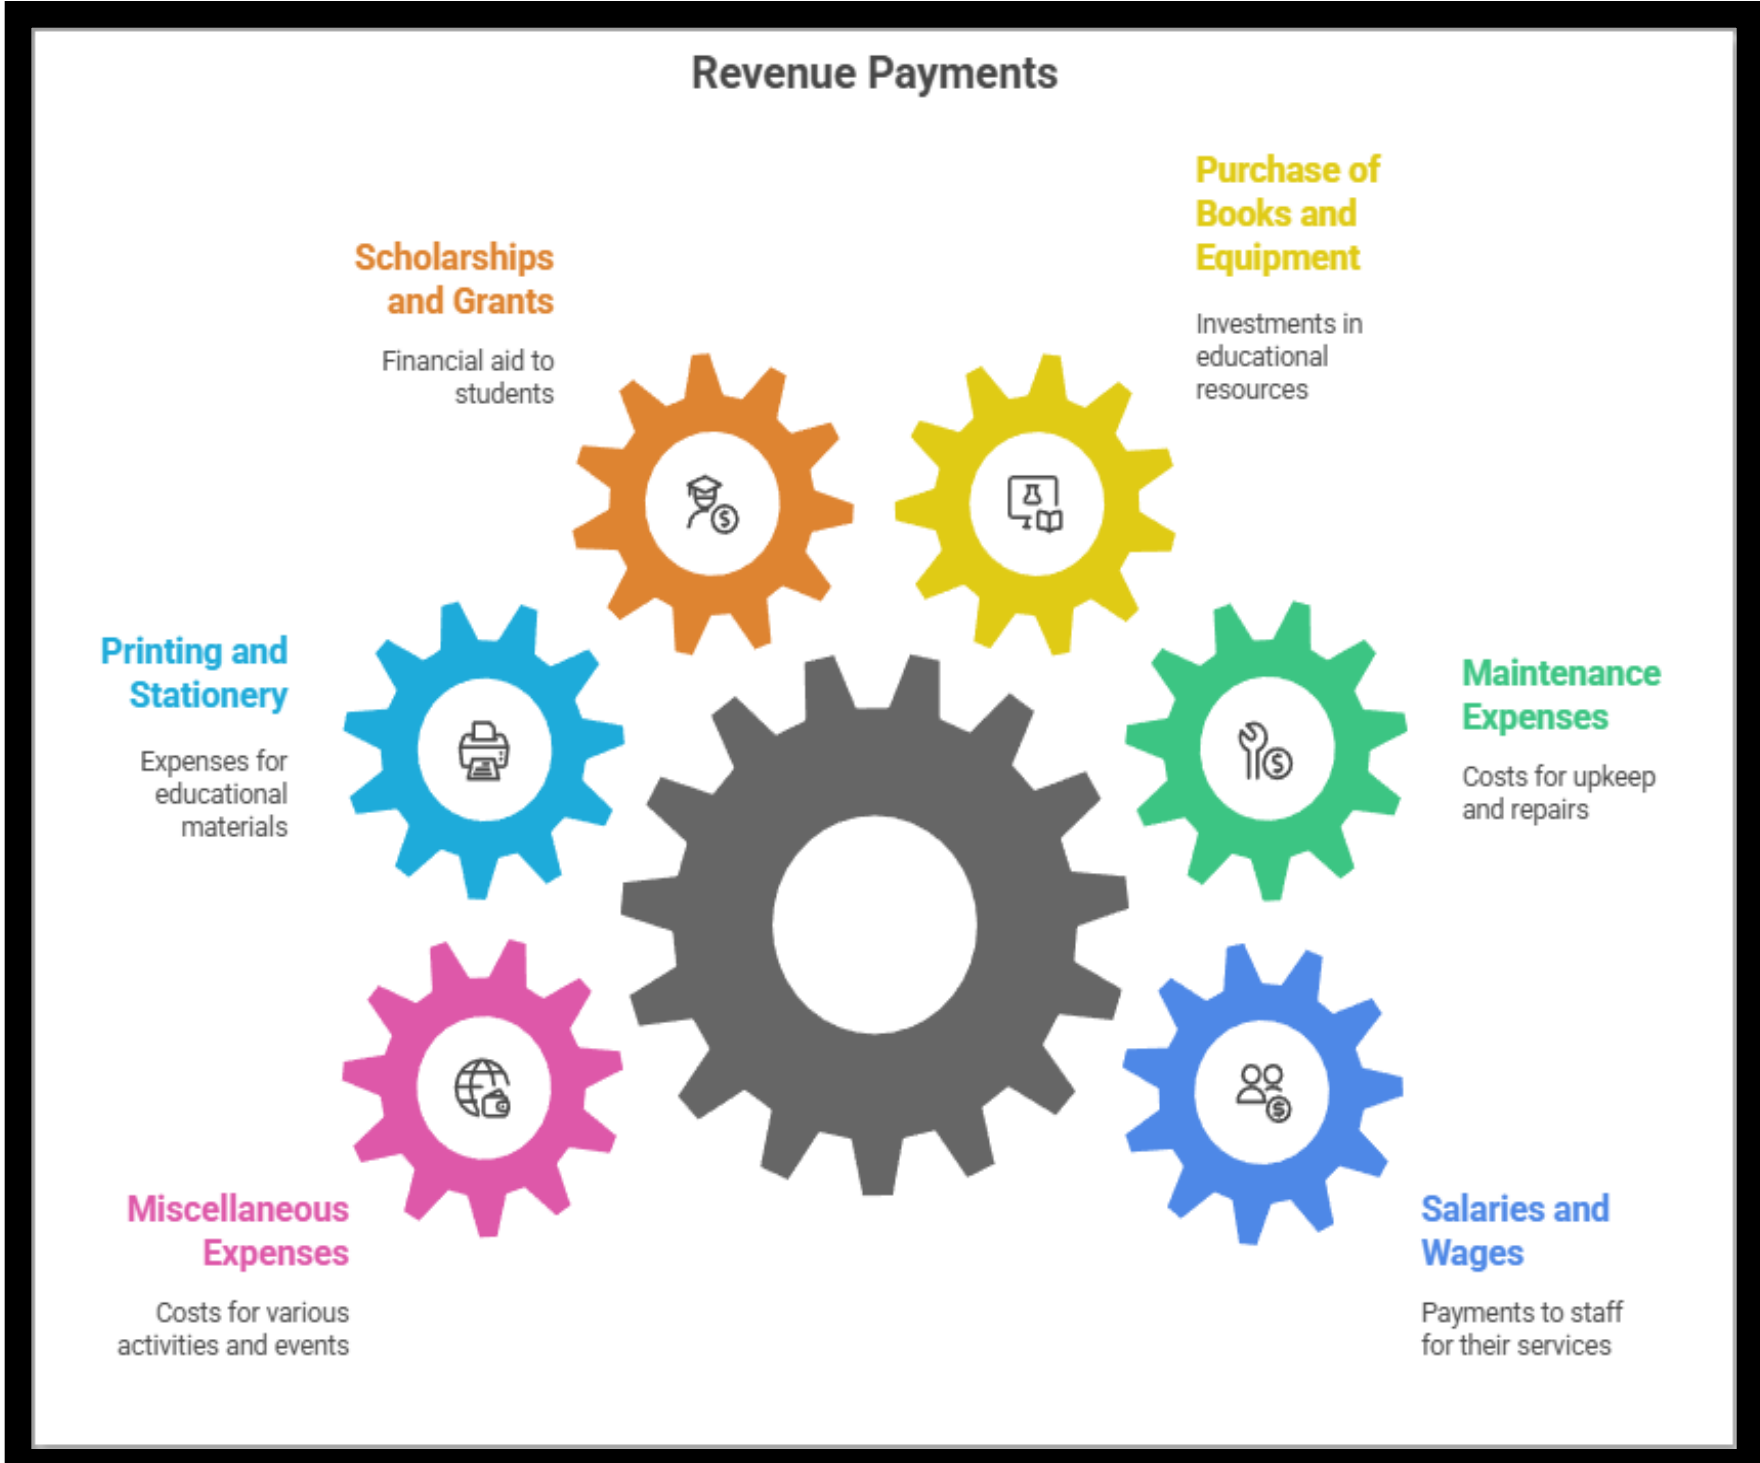 Revenue Payments
Purchase of
Books and
Equipment
Investments in
educational
resources
Scholarships
and Grants
Financial aid to
students
Printing and
Stationery
Expenses for
educational
materials
Maintenance
Expenses
Costs for upkeep
and repairs
Miscellaneous
Expenses
Costs for various
activities and events
Salaries and
Wages
Payments to staff
for their services